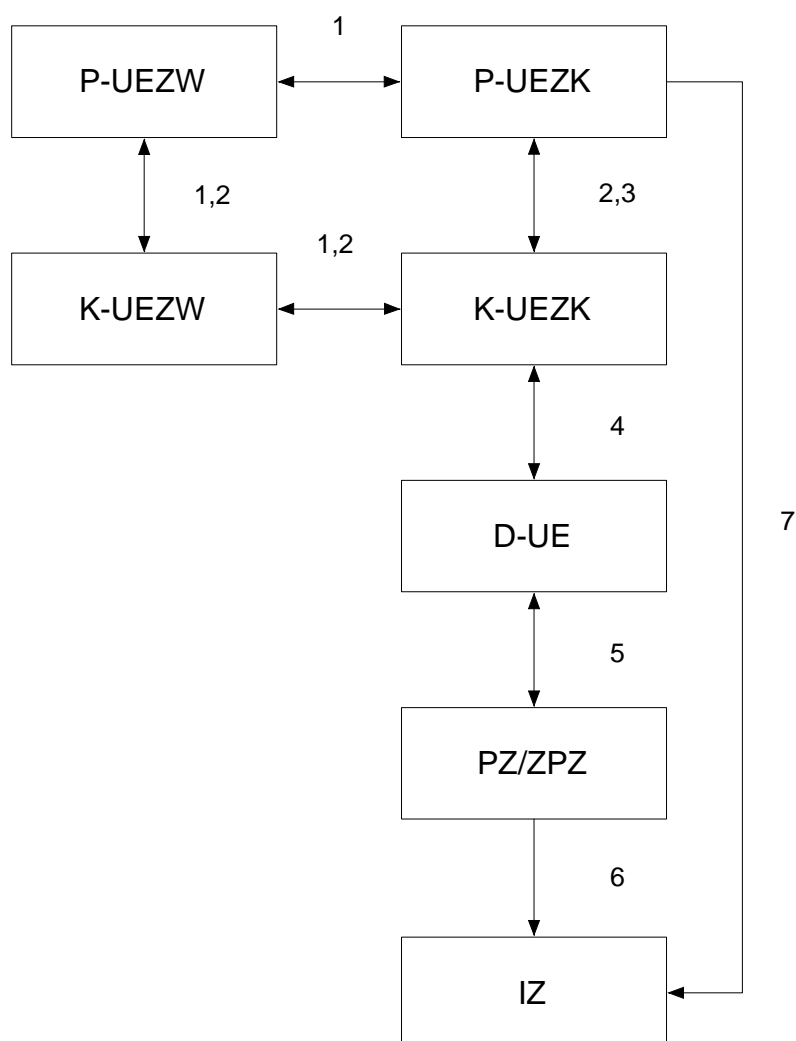 1
P-UEZW
P-UEZK
1,2
2,3
1,2
K-UEZW
K-UEZK
4
D-UE
7
5
PZ/ZPZ
6
IZ